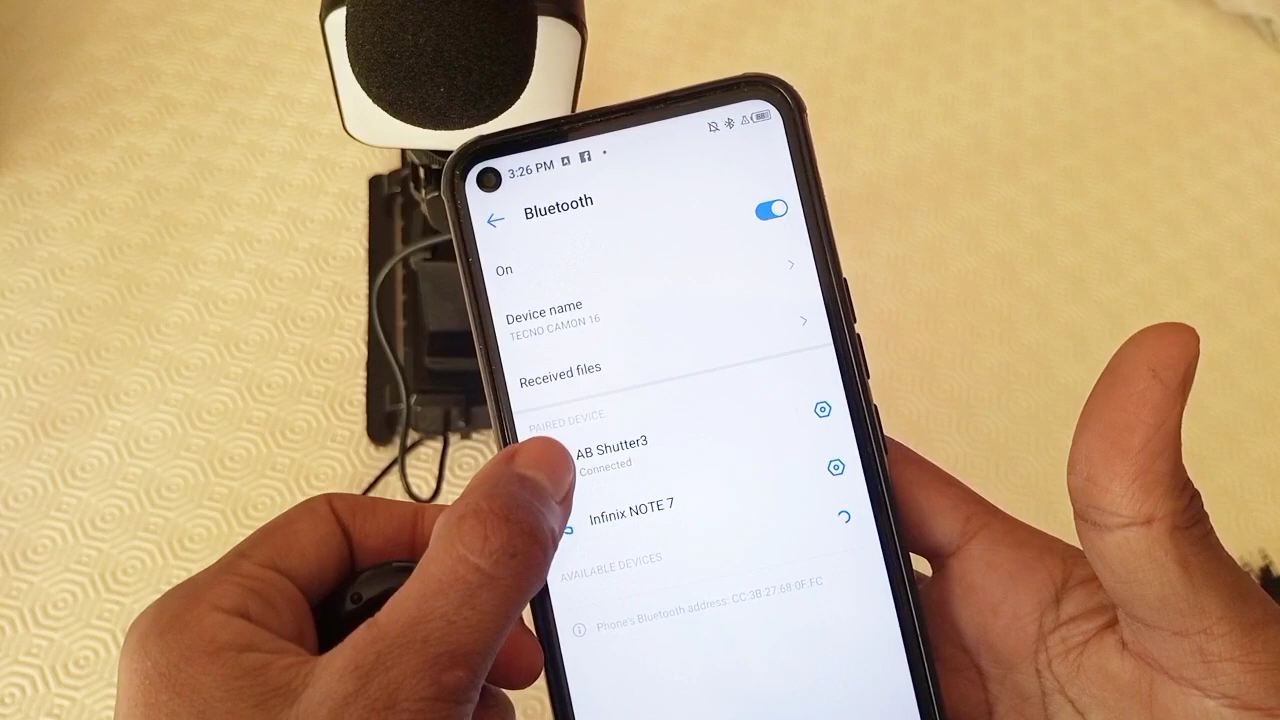 3:26 PM
88
Bluetooth
On
Device name
TECNO CAMON 16
Received files
PAIRED DEVICE
AB Shutter3
Connected
Infinix NOTE 7
AVAILABLE DEVICES
Phone's Bluetooth address: CC:3B:27:68:0F:FC